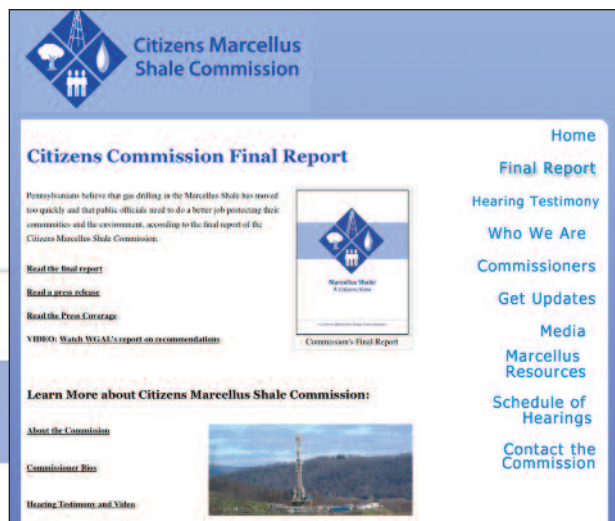 Citizens Marcellus
Shale Commission
Citizens Commission Final Report
Pennsylvanians believe that gas drilling in the Marcellus Shale has moved
too quickly and that public officials need to do a better job protecting their
communities and the environment, according to the final report of the
Citizens Marcellus Shale Commission.
Read the final report
Read a press release
Read the Press Coverage
VIDEO: Watch WGAL's report on recommendations
Marcellus Shale:
A Citizens View
Commission's Final Report
Learn More about Citizens Marcellus Shale Commission:
About the Commission
Commissioner Bios
Hearing Testimony and Video
Home
Final Report
Hearing Testimony
Who We Are
Commissioners
Get Updates
Media
Marcellus
Resources
Schedule of
Hearings
Contact the
Commission